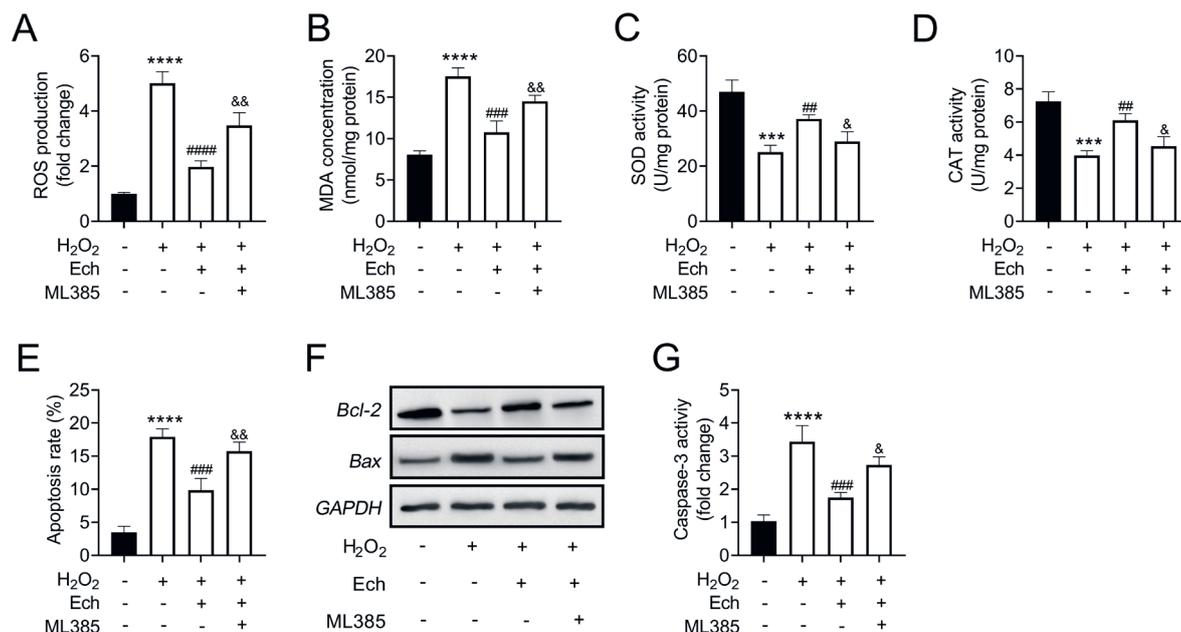 A
ROS production
(fold change)
6
4
2
0
****
####
&&
H₂O₂ - + + +
Ech - - + +
ML385 - - - +
B
MDA concentration
(nmol/mg protein)
20
15
10
5
0
****
###
&&
H₂O₂ - + + +
Ech - - + +
ML385 - - - +
C
SOD activity
(U/mg protein)
60
40
20
0
***
##
&
H₂O₂ - + + +
Ech - - + +
ML385 - - - +
D
CAT activity
(U/mg protein)
10
8
6
4
2
0
***
##
&
H₂O₂ - + + +
Ech - - + +
ML385 - - - +
E
Apoptosis rate (%)
25
20
15
10
5
0
****
###
&&
H₂O₂ - + + +
Ech - - + +
ML385 - - - +
F
Bcl-2
Bax
GAPDH
H₂O₂ - + + +
Ech - - + +
ML385 - - - +
G
Caspase-3 activiy
(fold change)
5
4
3
2
1
0
****
###
&
H₂O₂ - + + +
Ech - - + +
ML385 - - - +